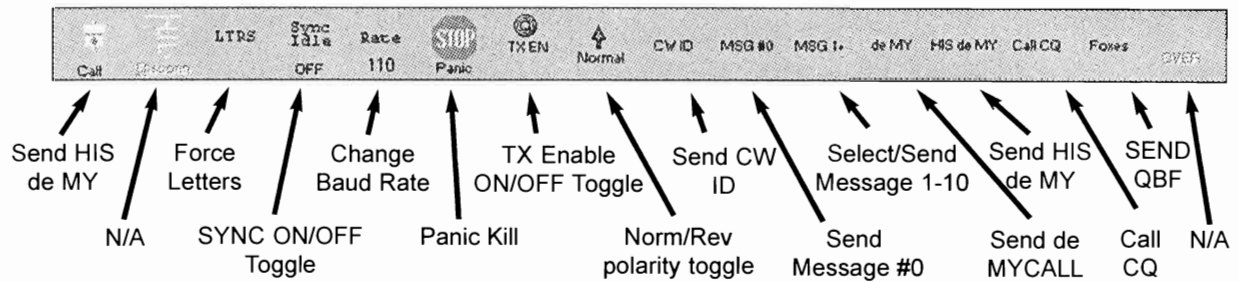 Call
LTRS
Sync
Idle
OFF
Rate
110
STOP
Panic
TXEN
Normal
CW ID
MSG #0
MSG 1+
de MY
HIS de MY
Call CQ
Foxes
OVER
Send HIS
de MY
Force
Letters
Change
Baud Rate
TX Enable
ON/OFF Toggle
Send CW
ID
Select/Send
Message 1-10
Send HIS
de MY
SEND
QBF
N/A
SYNC ON/OFF
Toggle
Panic Kill
Norm/Rev
polarity toggle
Send
Message #0
Send de
MYCALL
Call
CQ
N/A